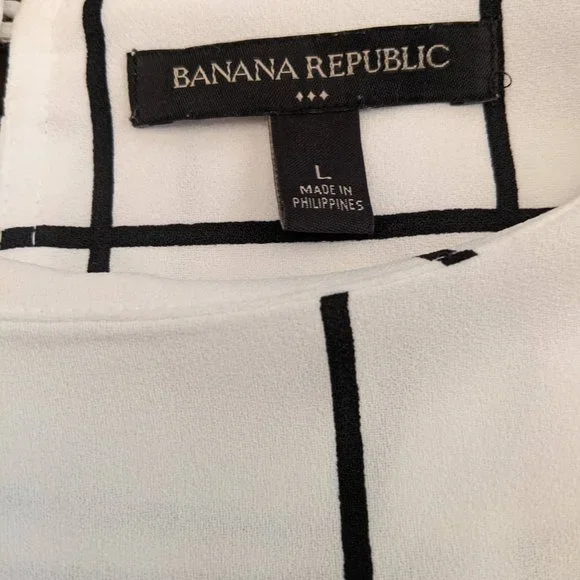 BANANA REPUBLIC
♦♦♦
L
MADE IN
PHILIPPINES